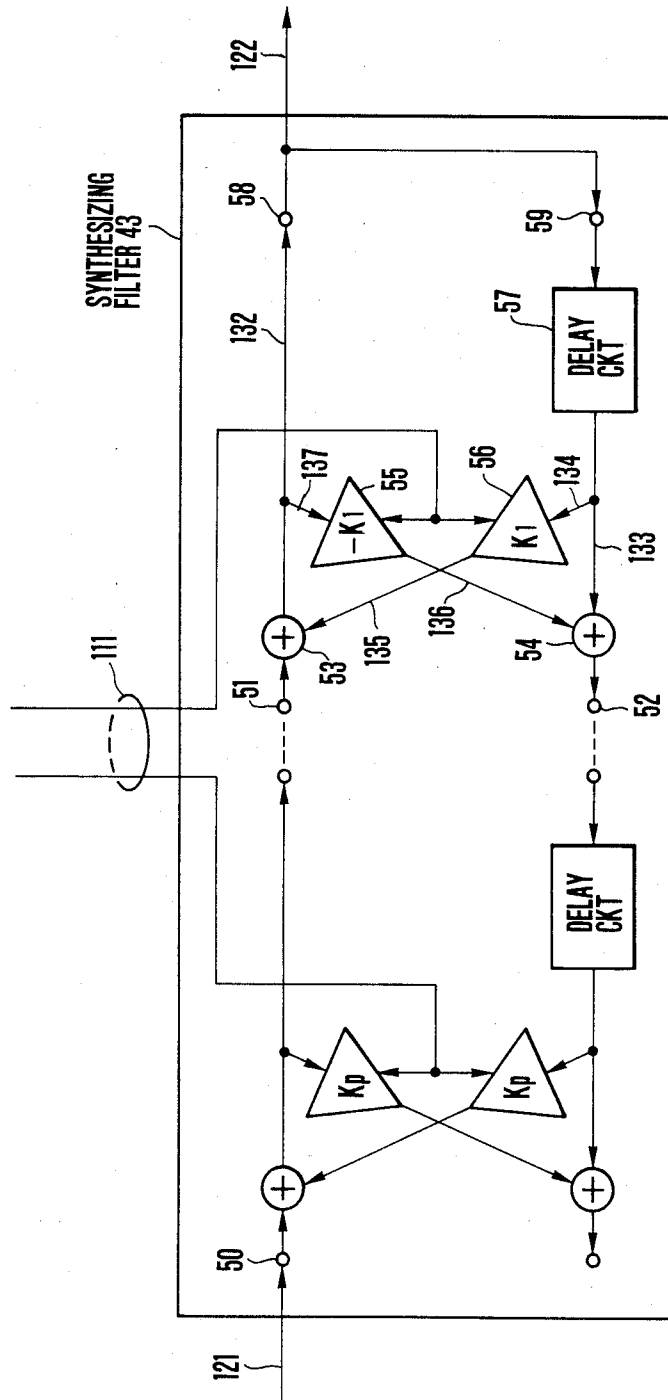 SYNTHESIZING
FILTER 43
111
121
50
Kp
Kp
DELAY
CKT
51
52
53
54
135
136
137
−K1
55
K1
56
134
133
132
DELAY
CKT
57
58
59
122